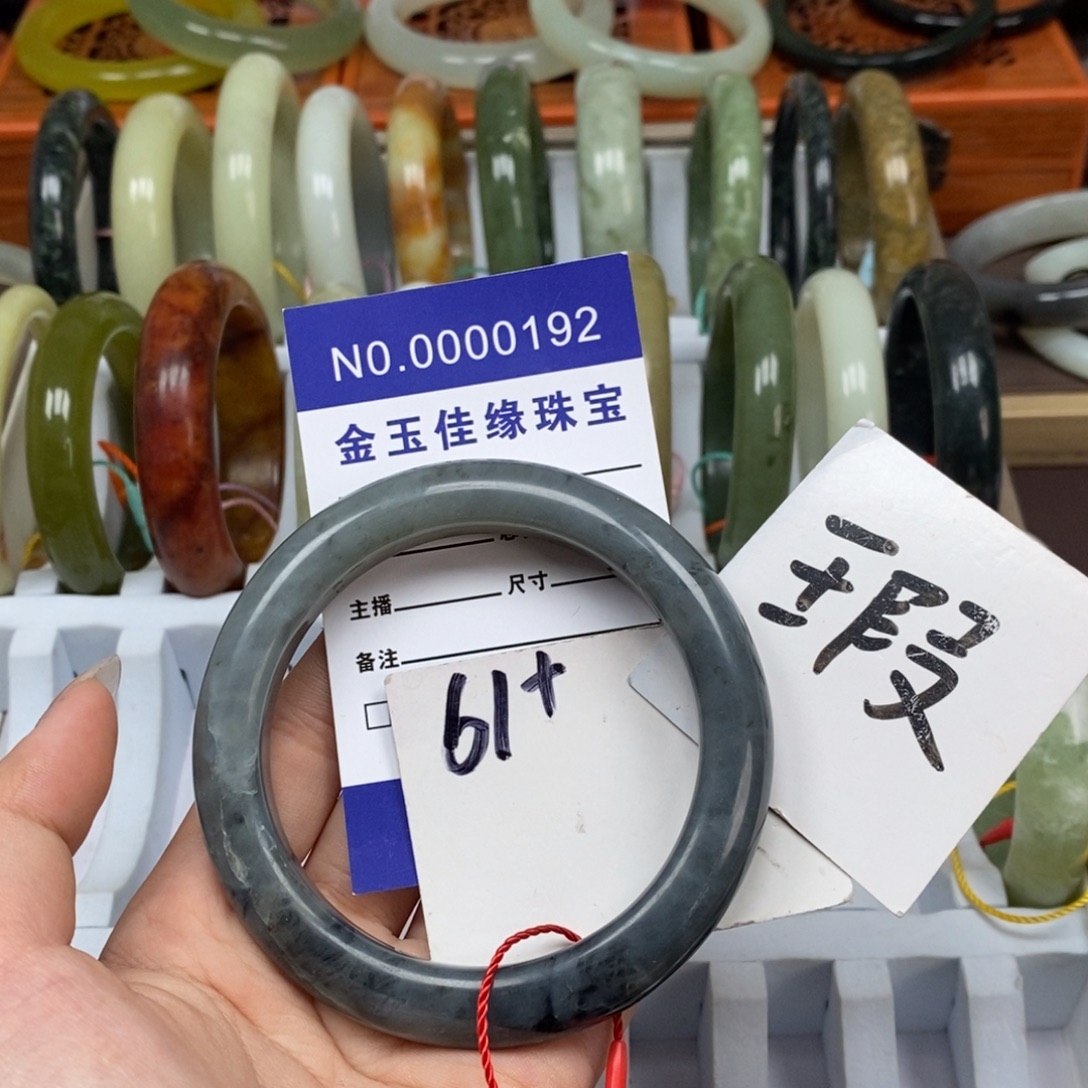 NO.0000192
金玉佳缘珠宝
主播 尺寸
备注
61+
瑕